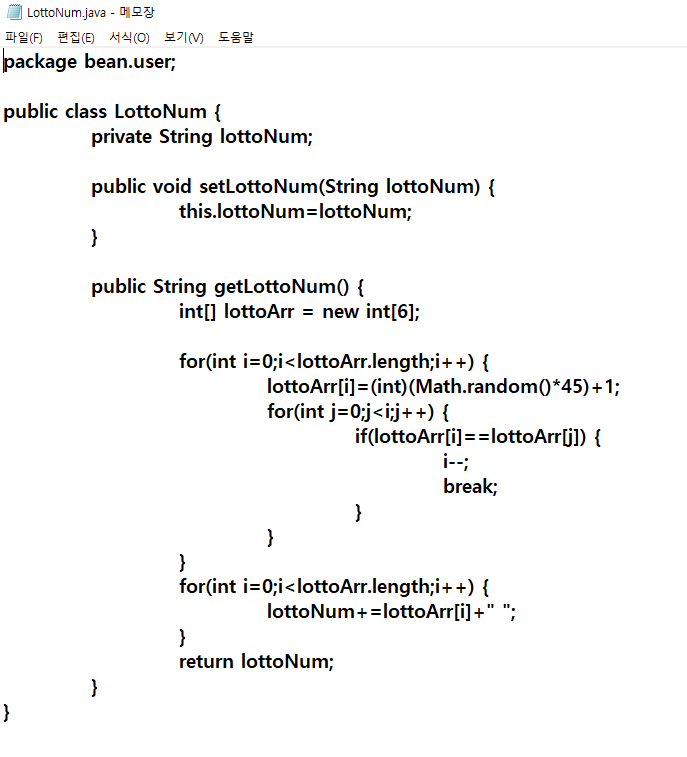 LottoNum.java - 메모장
파일(F) 편집(E) 서식(O) 보기(V) 도움말
package bean.user;
public class LottoNum {
private String lottoNum;
public void setLottoNum(String lottoNum) {
this.lottoNum=lottoNum;
}
public String getLottoNum() {
int[] lottoArr = new int[6];
for(int i=0;i<lottoArr.length;i++) {
lottoArr[i]=(int)(Math.random()*45)+1;
for(int j=0;j<i;j++) {
if(lottoArr[i]==lottoArr[j]) {
i--;
break;
}
}
}
for(int i=0;i<lottoArr.length;i++) {
lottoNum+=lottoArr[i]+" ";
}
return lottoNum;
}
}